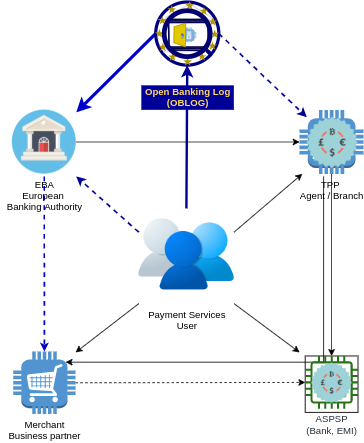 Open Banking Log
(OBLOG)
EBA
European
Banking Authority
TPP
Agent / Branch
Payment Services
User
Merchant
Business partner
ASPSP
(Bank, EMI)